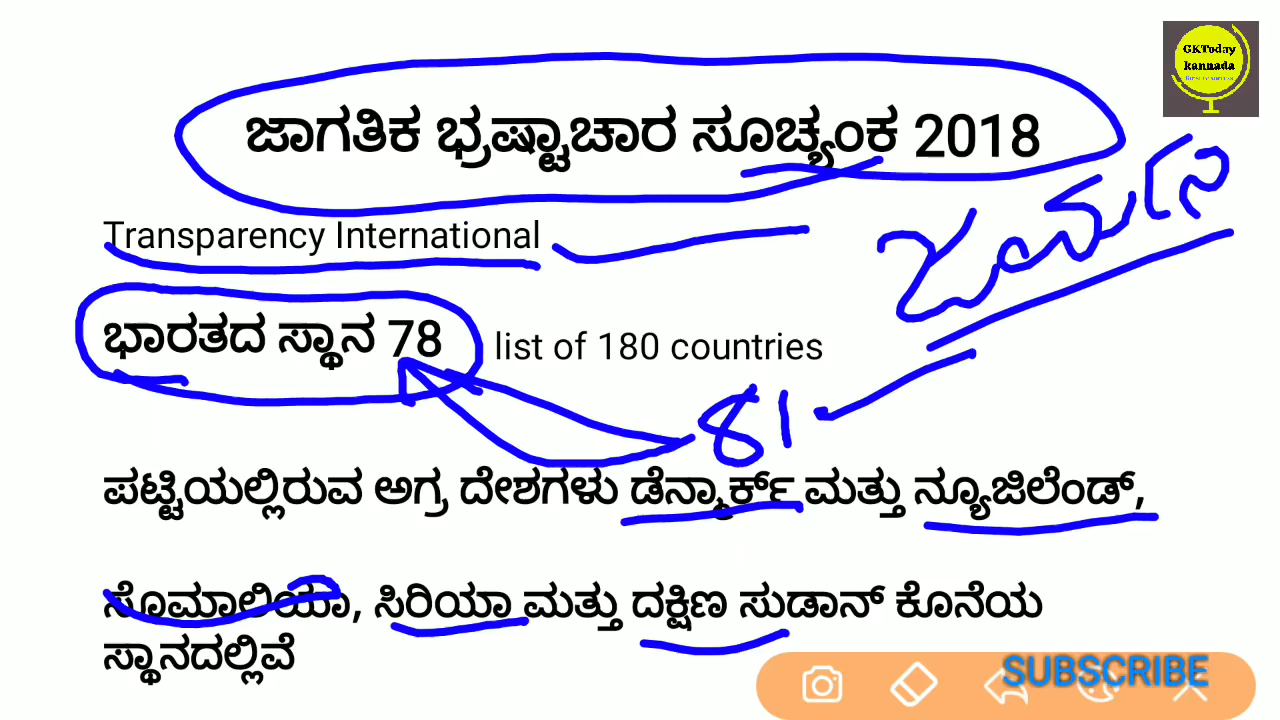 GKToday
kannada
ಜಾಗತಿಕ ಭ್ರಷ್ಟಾಚಾರ ಸೂಚ್ಯಂಕ 2018
Transparency International
ಭಾರತದ ಸ್ಥಾನ 78 list of 180 countries
81
ಪಟ್ಟಿಯಲ್ಲಿರುವ ಅಗ್ರ ದೇಶಗಳು ಡೆನ್ಮಾರ್ಕ್ ಮತ್ತು ನ್ಯೂಜಿಲೆಂಡ್,
ಸೊಮಾಲಿಯಾ, ಸಿರಿಯಾ ಮತ್ತು ದಕ್ಷಿಣ ಸುಡಾನ್ ಕೊನೆಯ
ಸ್ಥಾನದಲ್ಲಿವೆ
SUBSCRIBE